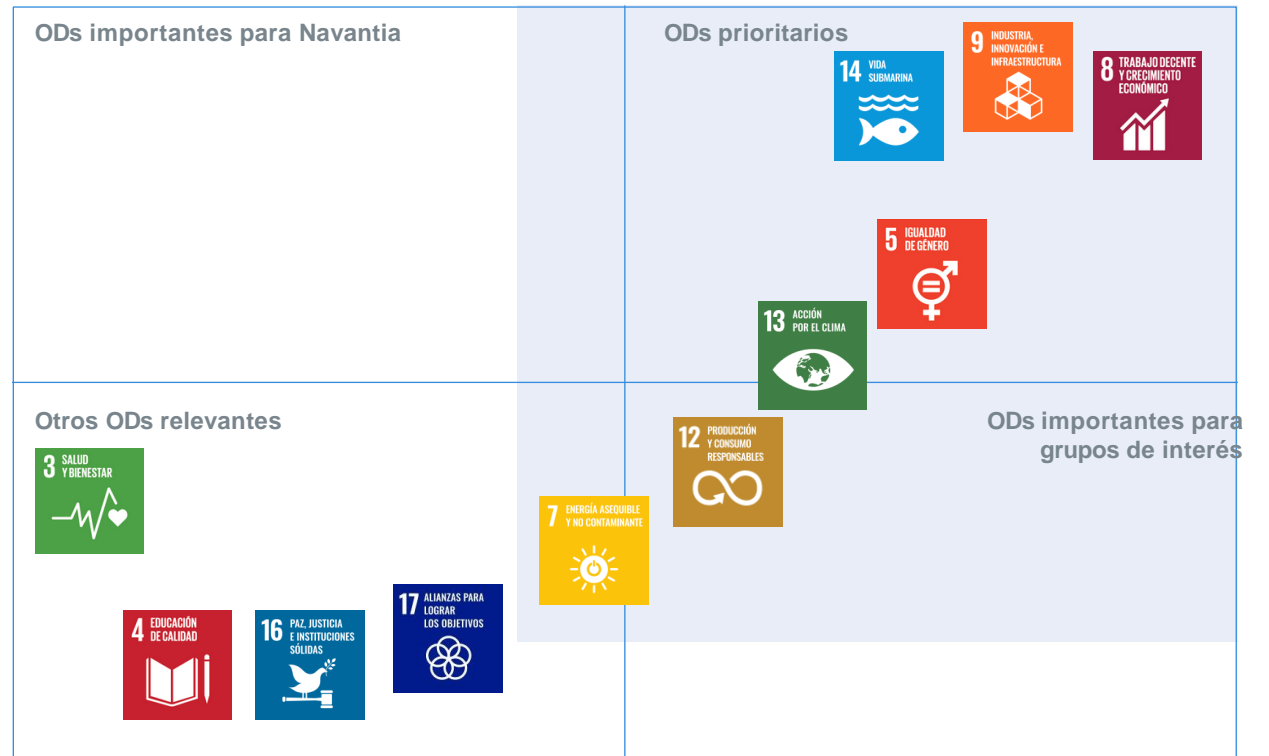 ODs importantes para Navantia
ODs prioritarios
14 VIDA
SUBMARINA
9 INDUSTRIA,
INNOVACIÓN E
INFRAESTRUCTURA
8 TRABAJO DECENTE
Y CRECIMIENTO
ECONÓMICO
5 IGUALDAD
DE GÉNERO
13 ACCIÓN
POR EL CLIMA
Otros ODs relevantes
ODs importantes para
grupos de interés
12 PRODUCCIÓN
Y CONSUMO
RESPONSABLES
3 SALUD
Y BIENESTAR
7 ENERGÍA ASEQUIBLE
Y NO CONTAMINANTE
17 ALIANZAS PARA
LOGRAR
LOS OBJETIVOS
4 EDUCACIÓN
DE CALIDAD
16 PAZ, JUSTICIA
E INSTITUCIONES
SÓLIDAS